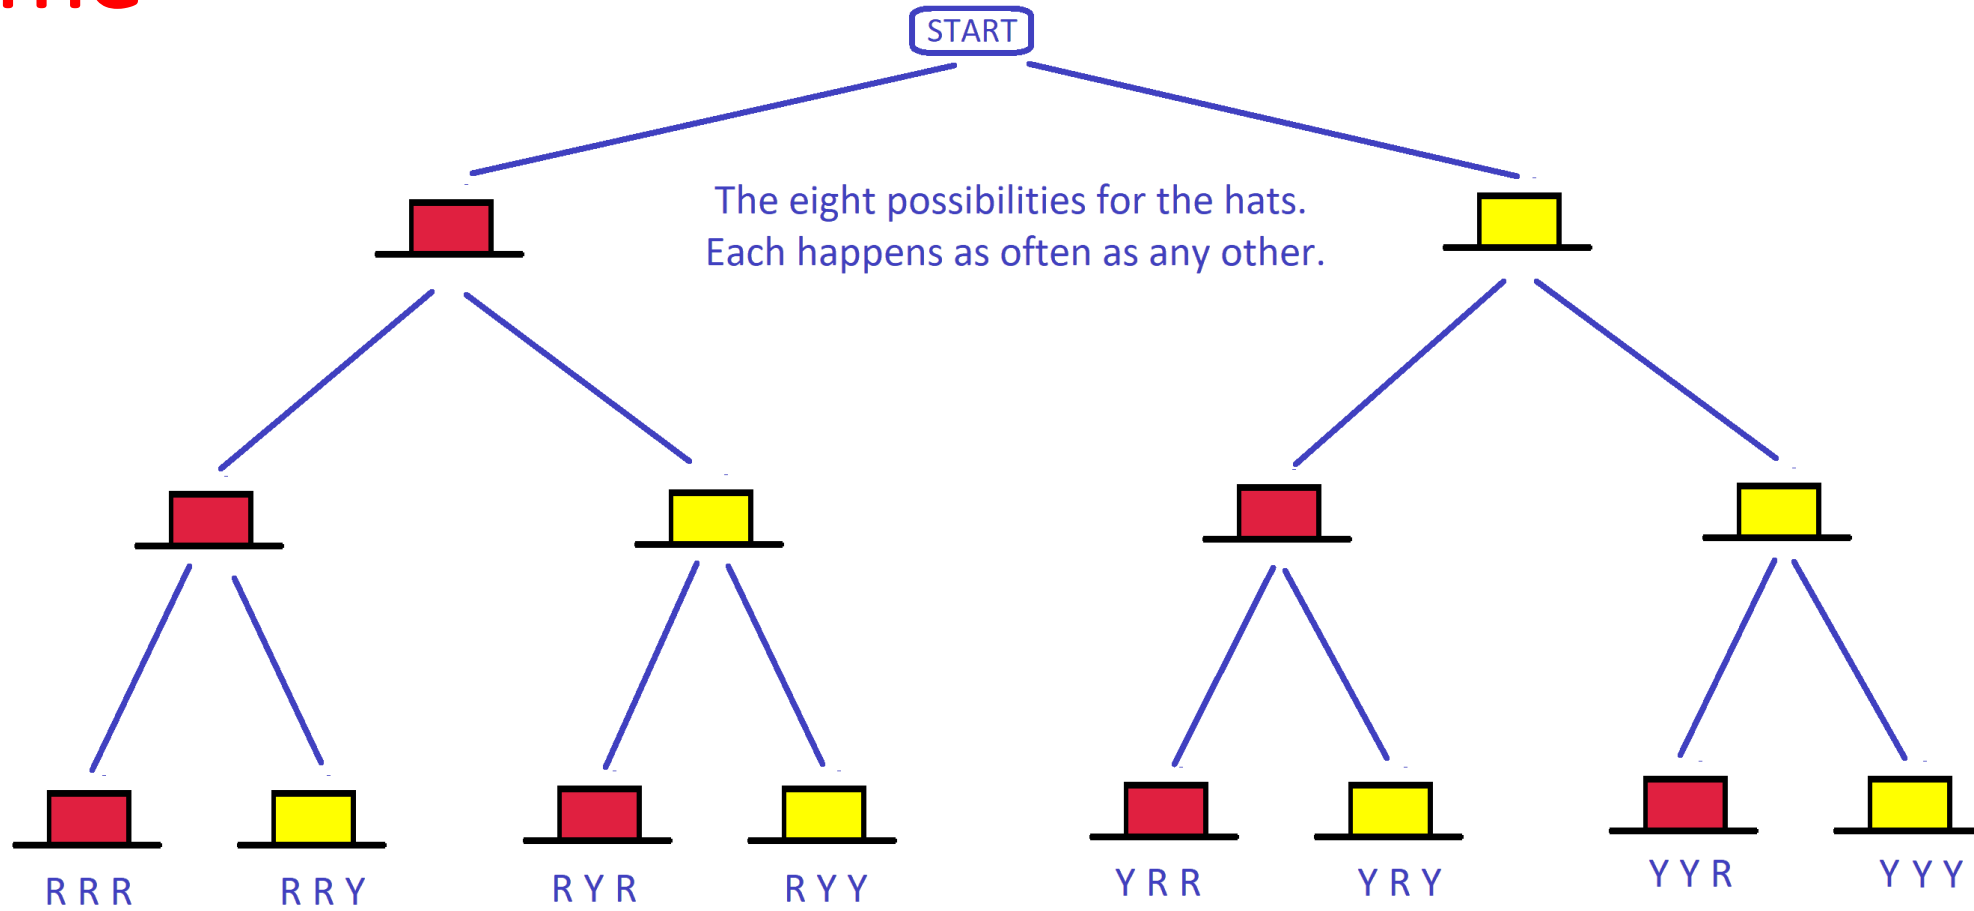 START
The eight possibilities for the hats.
Each happens as often as any other.
R R R
R R Y
R Y R
R Y Y
Y R R
Y R Y
Y Y R
Y Y Y